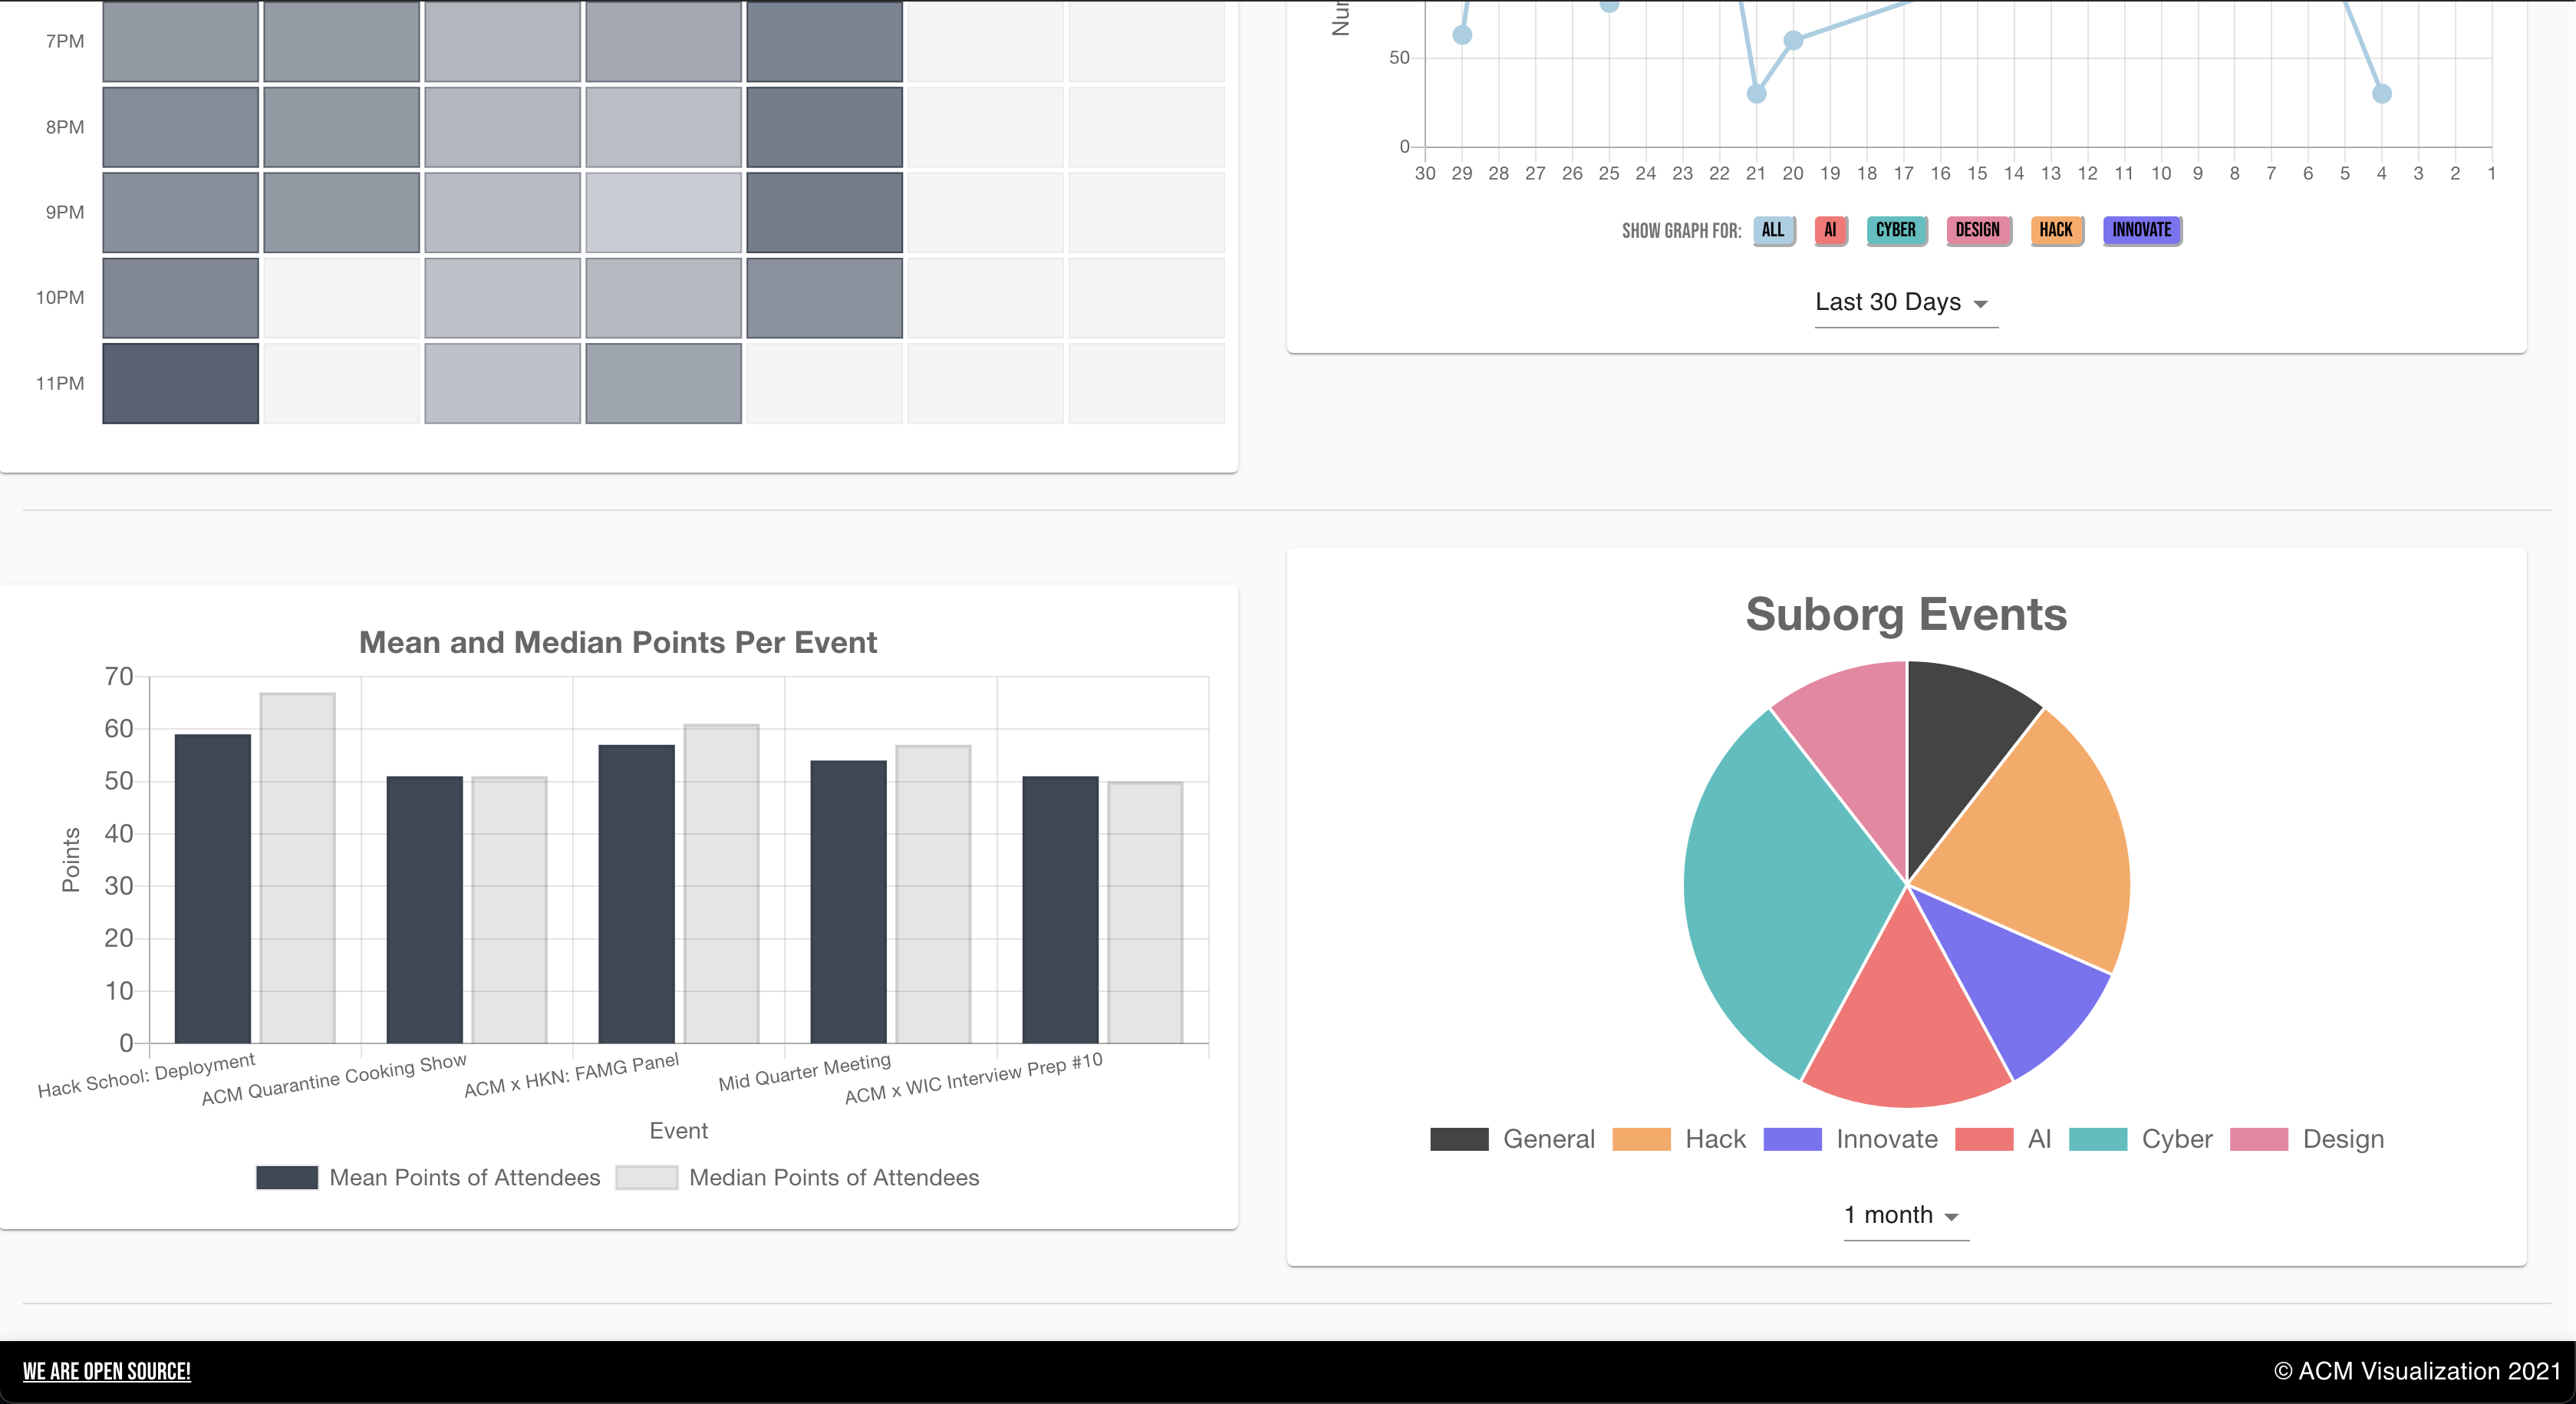 7PM
8PM
9PM
10PM
11PM
50
0
30 29 28 27 26 25 24 23 22 21 20 19 18 17 16 15 14 13 12 11 10 9 8 7 6 5 4 3 2 1
SHOW GRAPH FOR: ALL AI CYBER DESIGN HACK INNOVATE
Last 30 Days
Mean and Median Points Per Event
70
60
50
40
30
20
10
0
Points
Hack School: Deployment
ACM Quarantine Cooking Show
ACM x HKN: FAMG Panel
Mid Quarter Meeting
ACM x WIC Interview Prep #10
Event
Mean Points of Attendees Median Points of Attendees
Suborg Events
General Hack Innovate AI Cyber Design
1 month
WE ARE OPEN SOURCE!
© ACM Visualization 2021